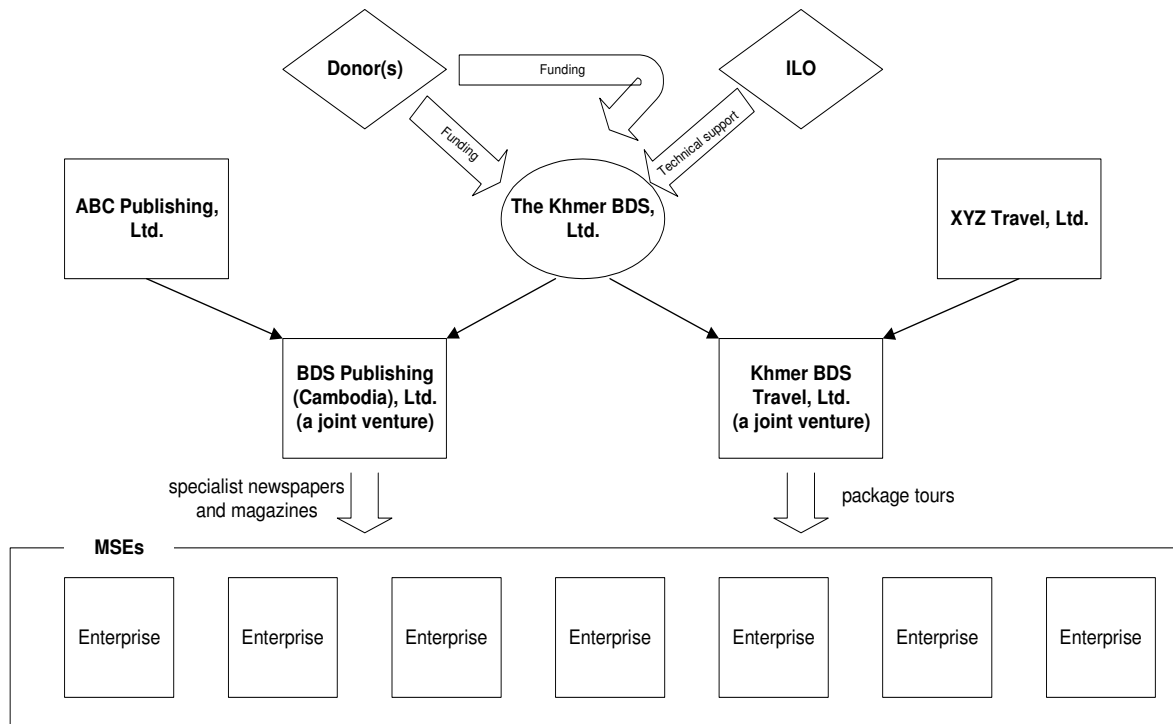 Donor(s)
Funding
ILO
Funding
Technical support
ABC Publishing,
Ltd.
The Khmer BDS,
Ltd.
XYZ Travel, Ltd.
BDS Publishing
(Cambodia), Ltd.
(a joint venture)
Khmer BDS
Travel, Ltd.
(a joint venture)
specialist newspapers
and magazines
package tours
MSEs
Enterprise
Enterprise
Enterprise
Enterprise
Enterprise
Enterprise
Enterprise